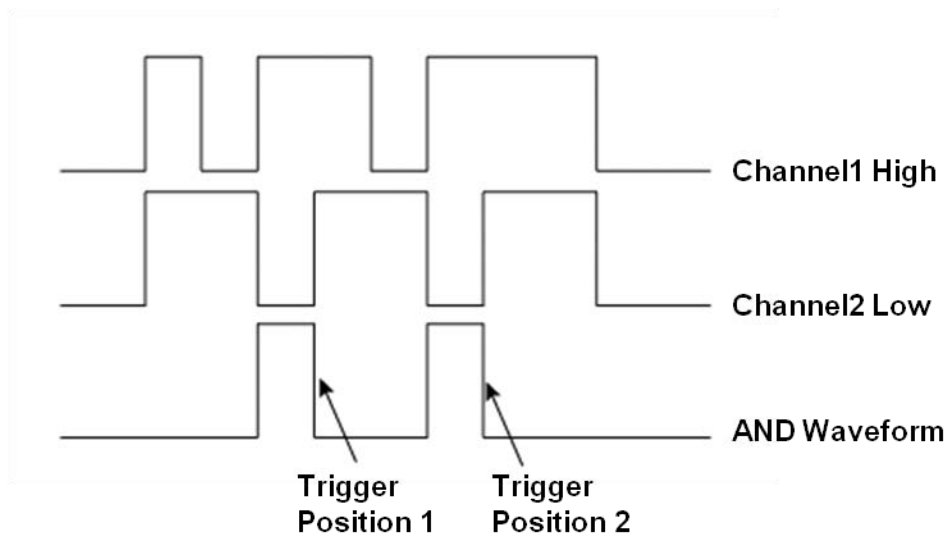 Channel1 High
Channel2 Low
AND Waveform
Trigger
Position 1
Trigger
Position 2